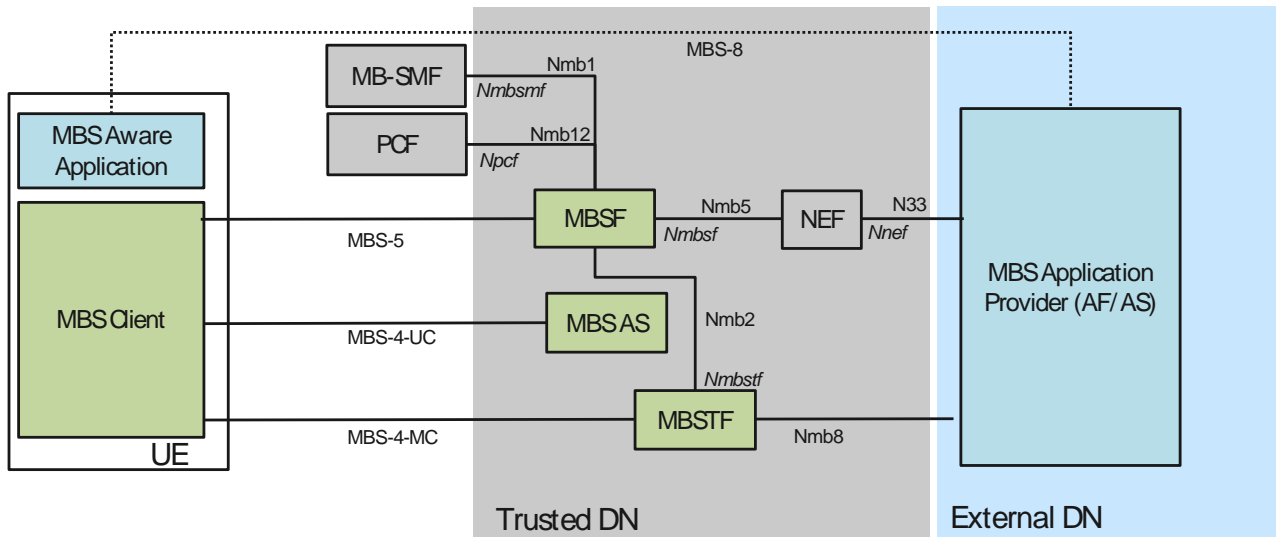 MBS-8
MB-SMF
Nmb1
Nmbsmf
MBS Aware
Application
PCF
Nmb12
Npcf
MBSF
Nmb5
Nmbsf
NEF
N33
Nnef
MBS-5
MBS Application
Provider (AF/AS)
MBS Client
MBS AS
Nmb2
MBS-4-UC
Nmbstf
MBSTF
MBS-4-MC
Nmb8
UE
Trusted DN
External DN